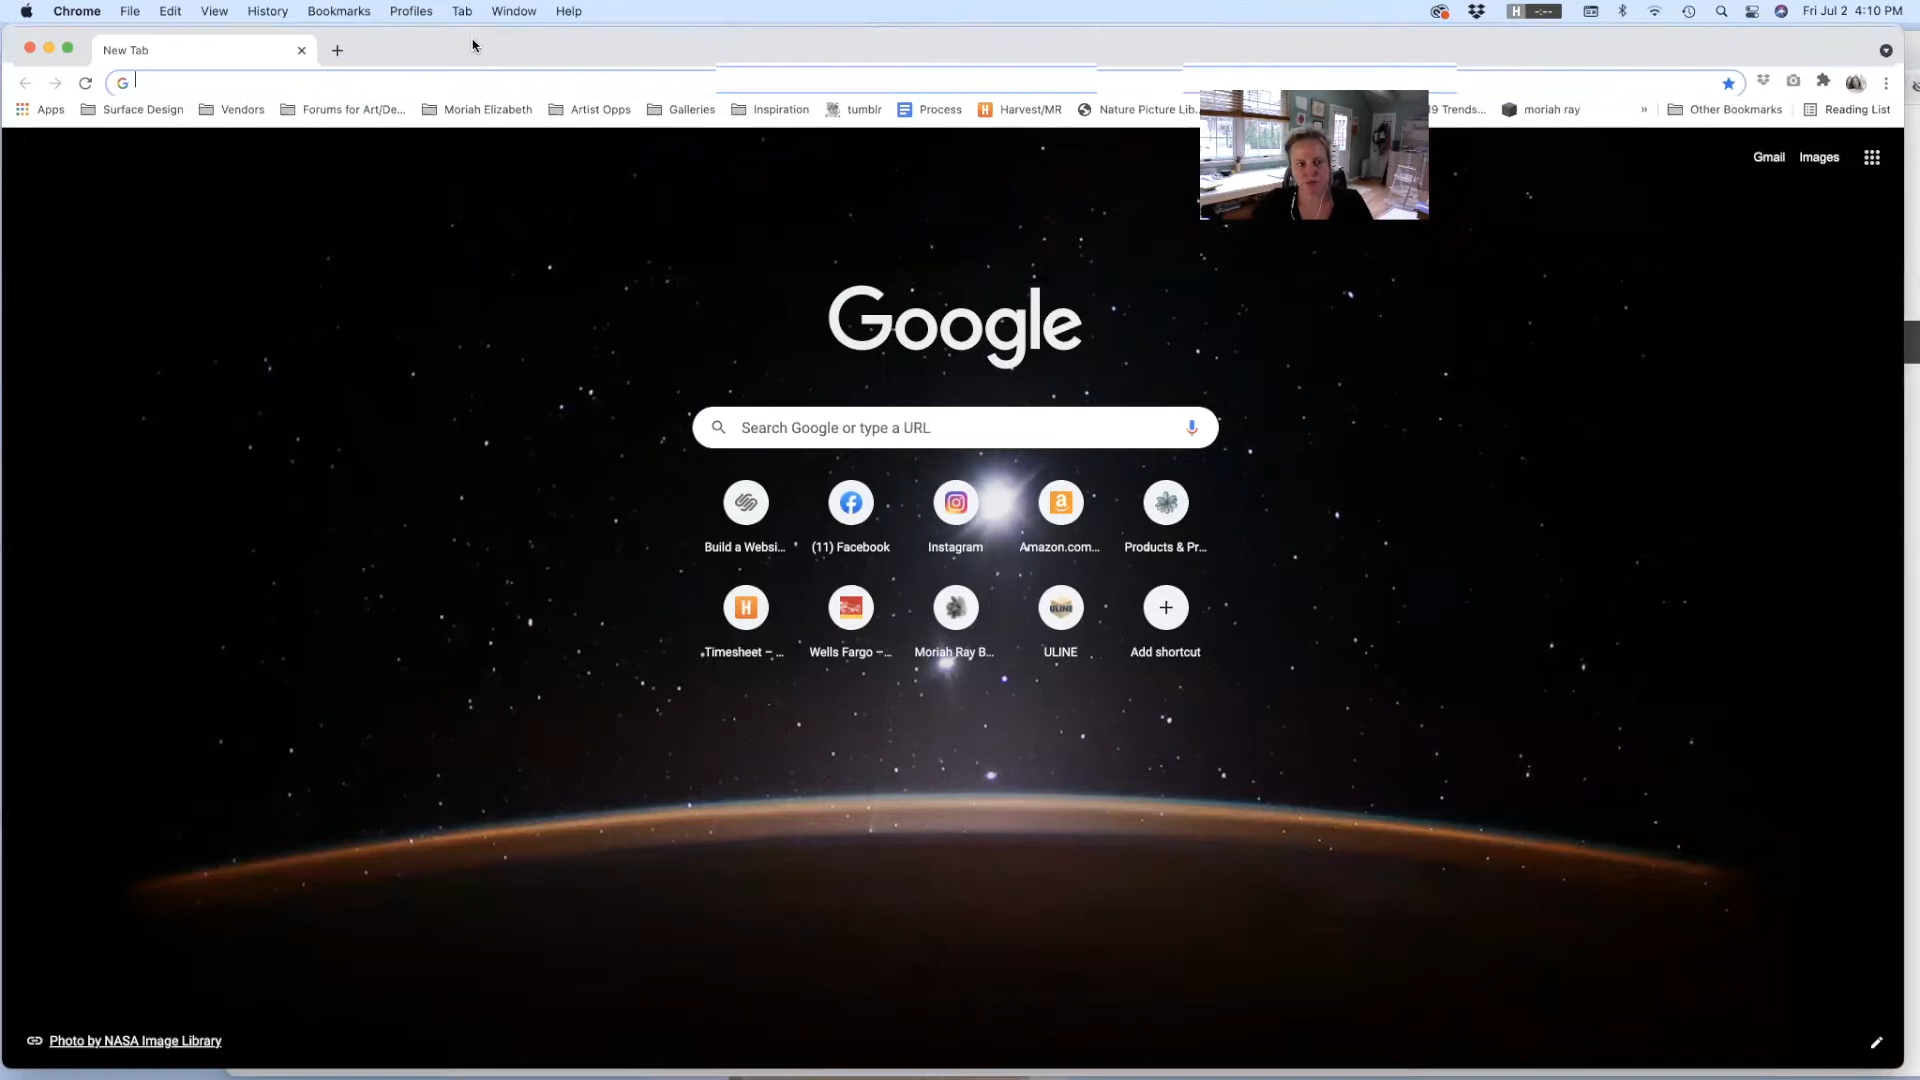 Chrome File Edit View History Bookmarks Profiles Tab Window Help H -:-- Fri Jul 2 4:10 PM
New Tab
Apps Surface Design Vendors Forums for Art/De... Moriah Elizabeth Artist Opps Galleries Inspiration tumblr Process Harvest/MR Nature Picture Lib. 19 Trends... moriah ray » Other Bookmarks Reading List
Gmail Images
Google
Search Google or type a URL
Build a Websi... (11) Facebook Instagram Amazon.com... Products & Pr...
H ULINE
Timesheet – ... Wells Fargo –... Moriah Ray B... ULINE Add shortcut
Photo by NASA Image Library